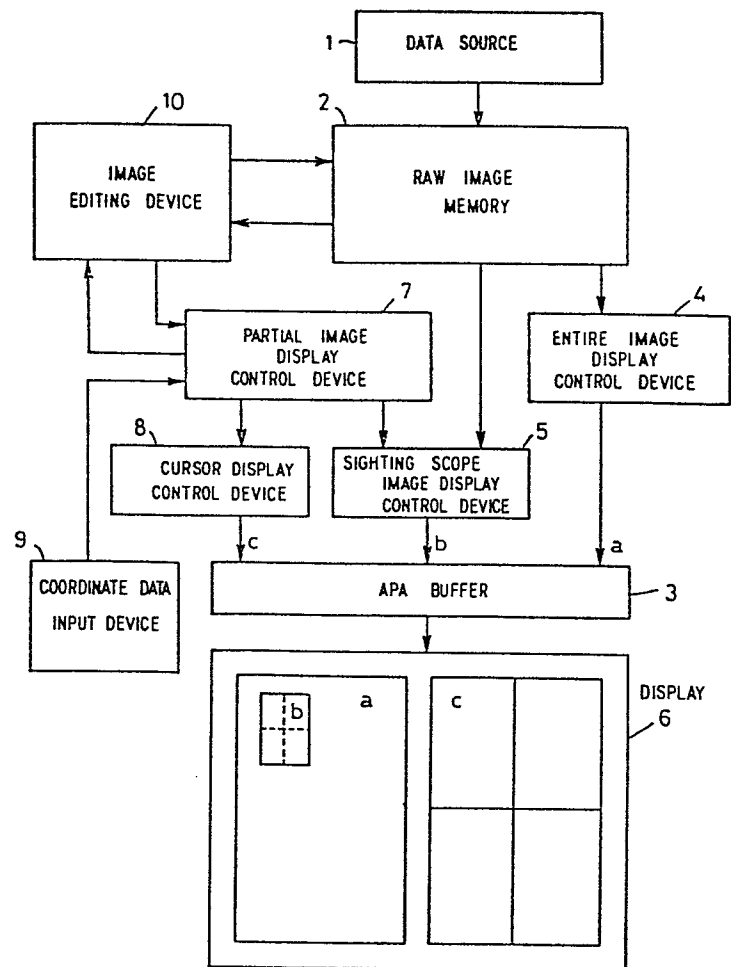 1
DATA SOURCE
10
2
IMAGE
EDITING DEVICE
RAW IMAGE
MEMORY
7
4
PARTIAL IMAGE
DISPLAY
CONTROL DEVICE
ENTIRE IMAGE
DISPLAY
CONTROL DEVICE
8
5
CURSOR DISPLAY
CONTROL DEVICE
SIGHTING SCOPE
IMAGE DISPLAY
CONTROL DEVICE
9
c
b
a
COORDINATE DATA
INPUT DEVICE
APA BUFFER
3
b
a
c
DISPLAY
6